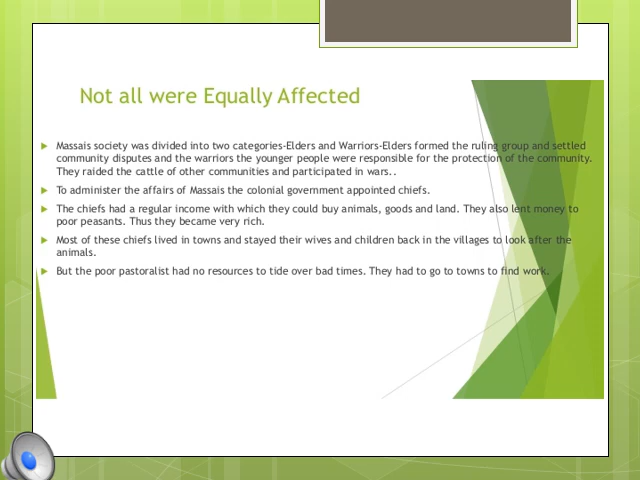 Not all were Equally Affected
Massais society was divided into two categories-Elders and Warriors-Elders formed the ruling group and settled
community disputes and the warriors the younger people were responsible for the protection of the community.
They raided the cattle of other communities and participated in wars..
To administer the affairs of Massais the colonial government appointed chiefs.
The chiefs had a regular income with which they could buy animals, goods and land. They also lent money to
poor peasants. Thus they became very rich.
Most of these chiefs lived in towns and stayed their wives and children back in the villages to look after the
animals.
But the poor pastoralist had no resources to tide over bad times. They had to go to towns to find work.